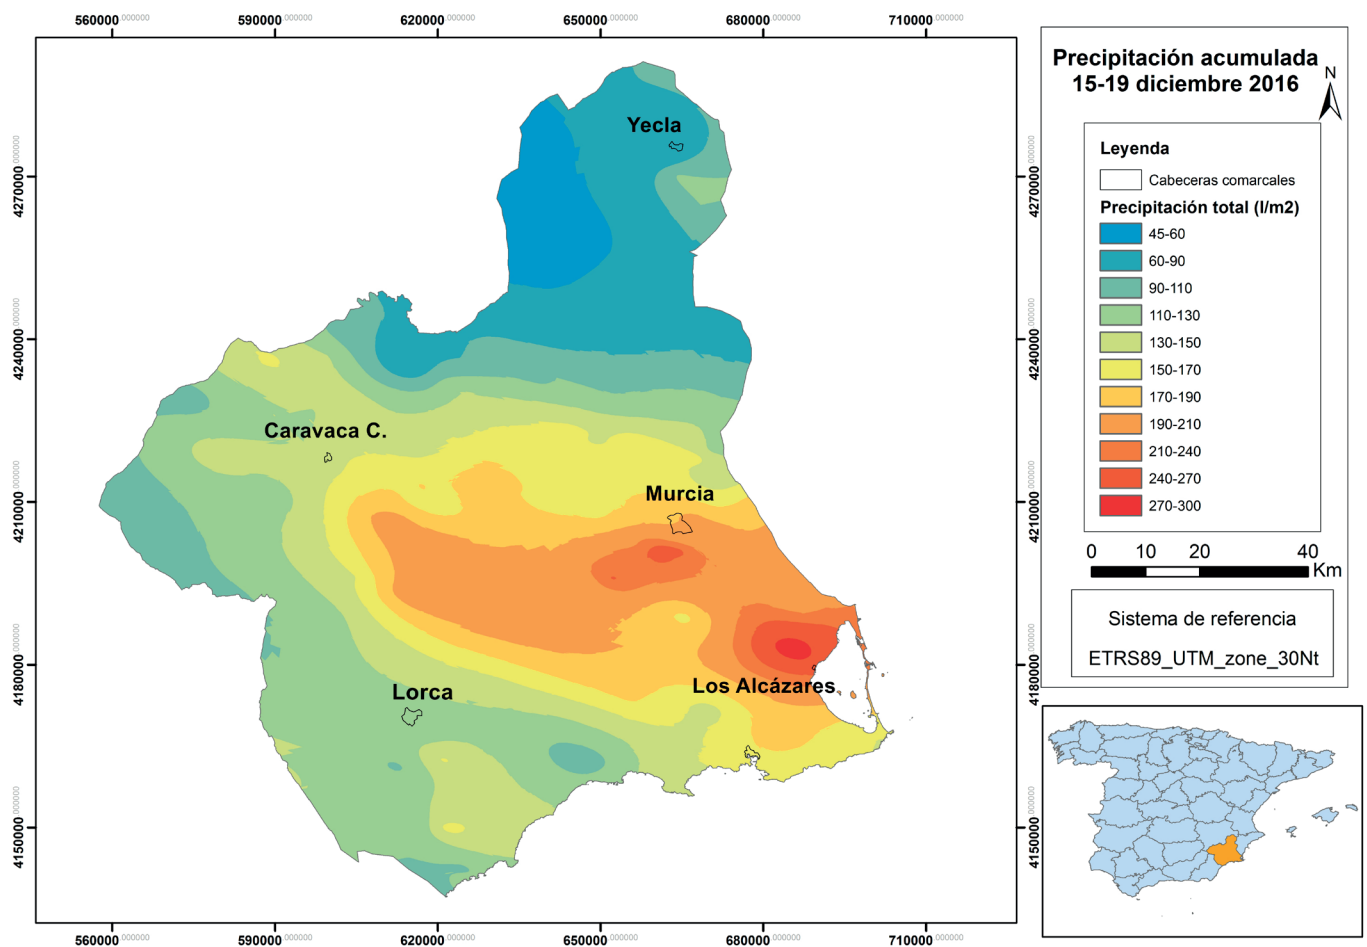 560000.000000 590000.000000 620000.000000 650000.000000 680000.000000 710000.000000
4270000.000000
4240000.000000
4210000.000000
4180000.000000
4150000.000000
Yecla
Caravaca C.
Murcia
Los Alcázares
Lorca
4270000.000000
4240000.000000
4210000.000000
4180000.000000
4150000.000000
560000.000000 590000.000000 620000.000000 650000.000000 680000.000000 710000.000000
Precipitación acumulada
15-19 diciembre 2016
N
Leyenda
Cabeceras comarcales
Precipitación total (l/m2)
45-60
60-90
90-110
110-130
130-150
150-170
170-190
190-210
210-240
240-270
270-300
0 10 20 40
Km
Sistema de referencia
ETRS89_UTM_zone_30Nt